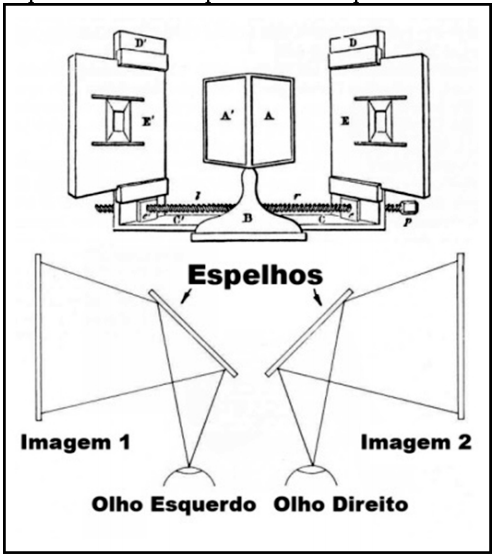 D' D
A' A
E' E
l r
C' B C
p
Espelhos
Imagem 1 Imagem 2
Olho Esquerdo Olho Direito